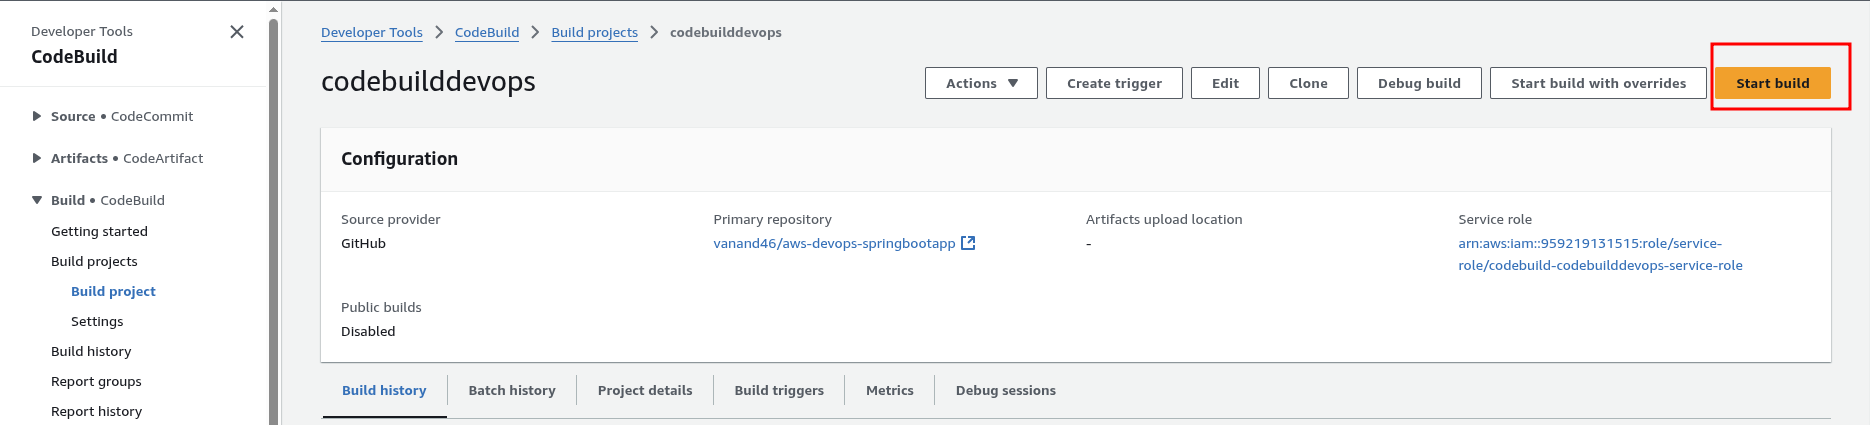 Developer Tools
CodeBuild
Source • CodeCommit
Artifacts • CodeArtifact
Build • CodeBuild
Getting started
Build projects
Build project
Settings
Build history
Report groups
Report history
Developer Tools > CodeBuild > Build projects > codebuilddevops
codebuilddevops
Actions Create trigger Edit Clone Debug build Start build with overrides Start build
Configuration
Source provider
GitHub
Primary repository
vanand46/aws-devops-springbootapp
Artifacts upload location
-
Service role
arn:aws:iam::959219131515:role/service-
role/codebuild-codebuilddevops-service-role
Public builds
Disabled
Build history Batch history Project details Build triggers Metrics Debug sessions